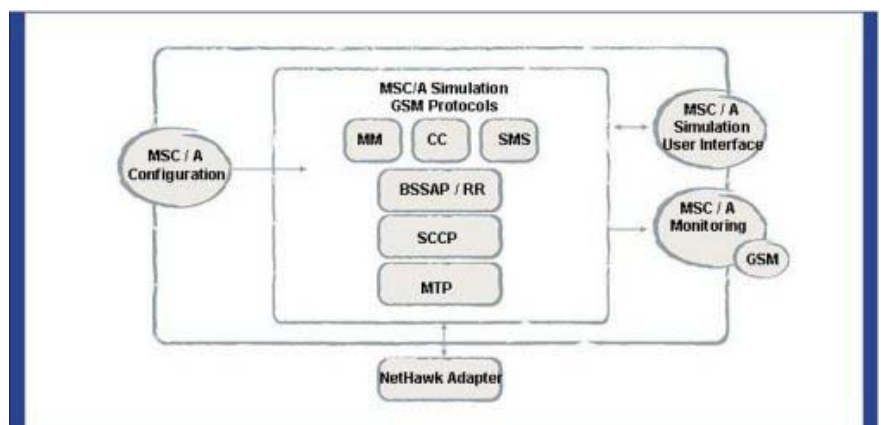 MSC/A Simulation
GSM Protocols
MM
CC
SMS
BSSAP / RR
SCCP
MTP
MSC / A
Configuration
MSC / A
Simulation
User Interface
MSC / A
Monitoring
GSM
NetHawk Adapter